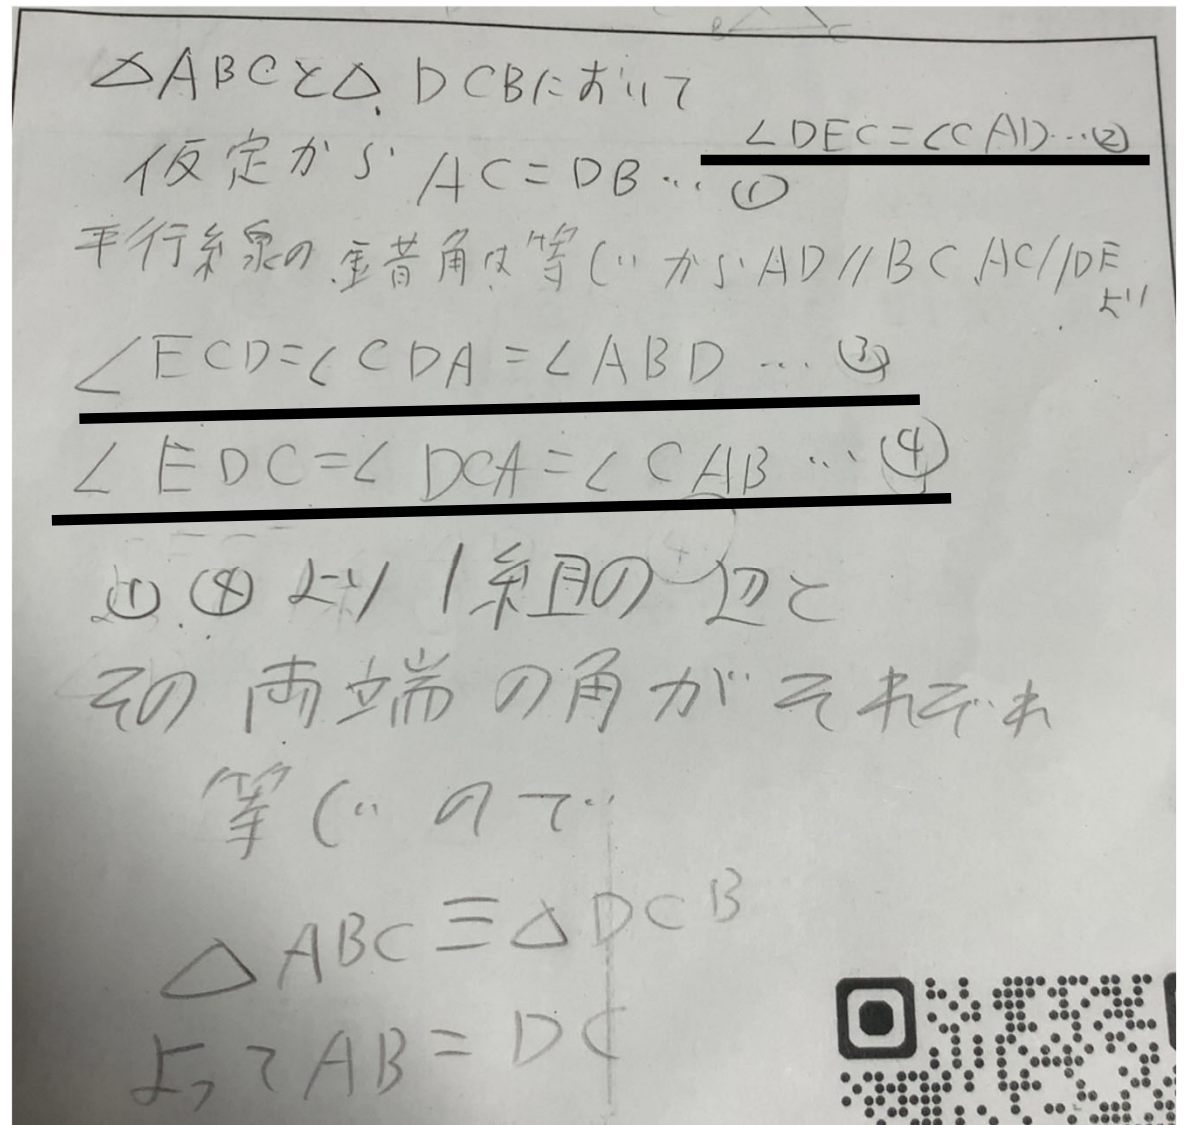 B C
△ABCと△DCBにおいて
∠DEC=∠CAD…②
仮定から AC=DB…①
平行線の錯角は等しいからAD//BC,AC//DE
より
∠ECD=∠CDA=∠ABD…③
∠EDC=∠DCA=∠CAB…④
①.④より1組の辺と
その両端の角がそれぞれ
等しいので
△ABC≡△DCB
よってAB=DC